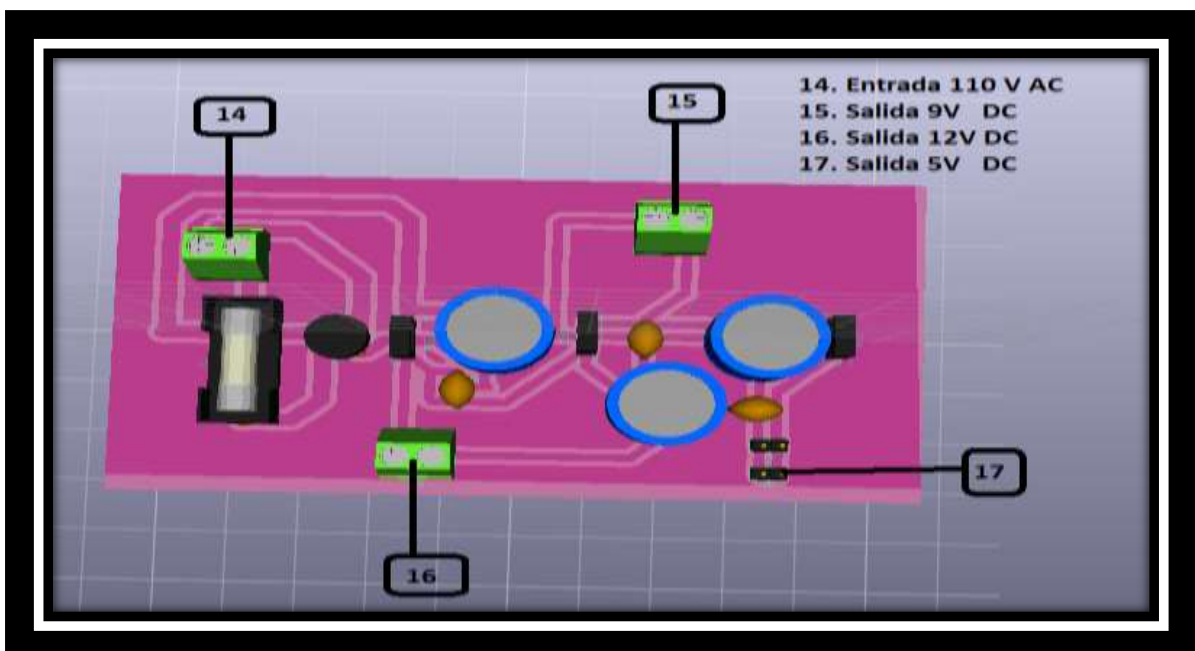 14. Entrada 110 V AC
15. Salida 9V DC
16. Salida 12V DC
17. Salida 5V DC
14
15
16
17